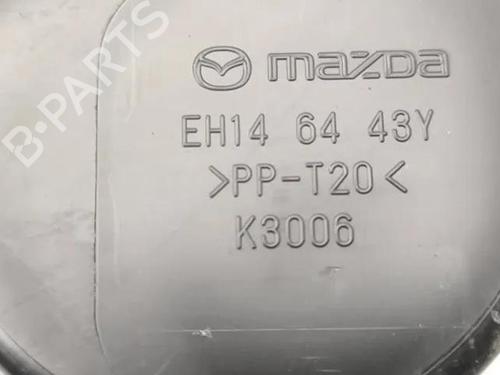 B-PARTS
mazda
EH14 64 43Y
>PP-T20<
K3006